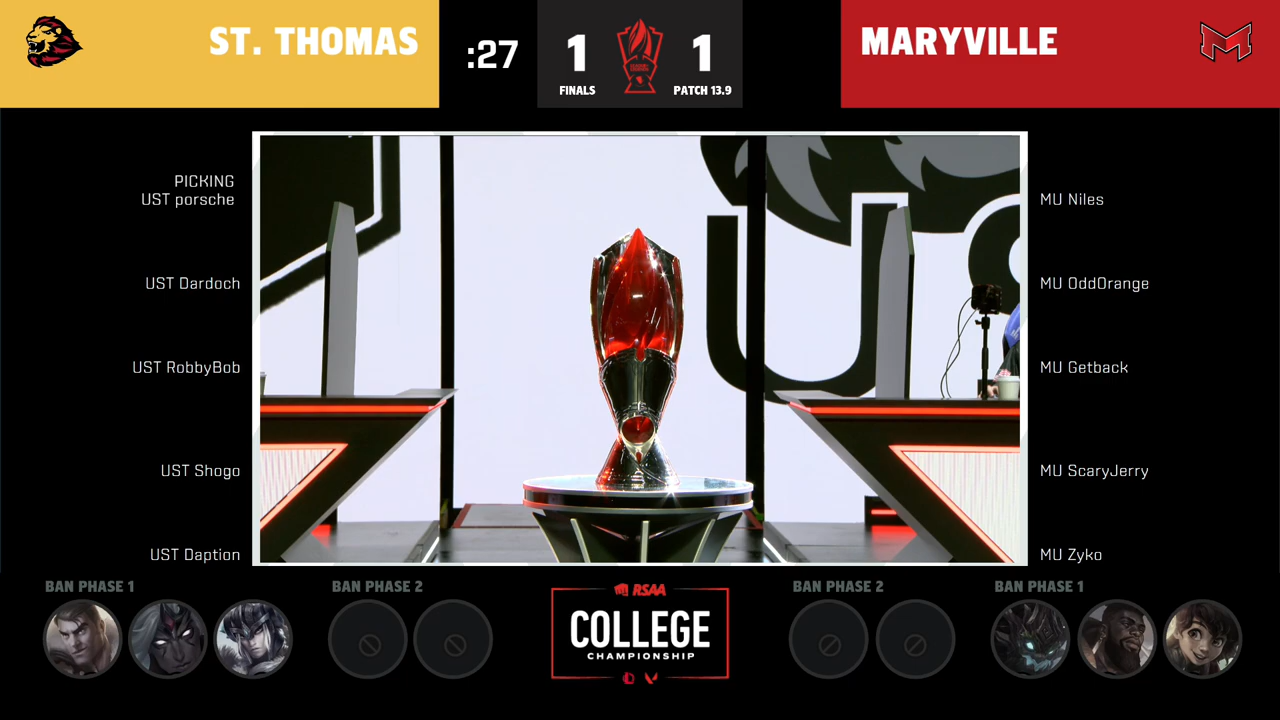 ST. THOMAS
:27
1
FINALS
1
PATCH 13.9
MARYVILLE
PICKING
UST porsche
UST Dardoch
UST RobbyBob
UST Shogo
UST Daption
MU Niles
MU OddOrange
MU Getback
MU ScaryJerry
MU Zyko
BAN PHASE 1
BAN PHASE 2
RSAA
COLLEGE
CHAMPIONSHIP
BAN PHASE 2
BAN PHASE 1